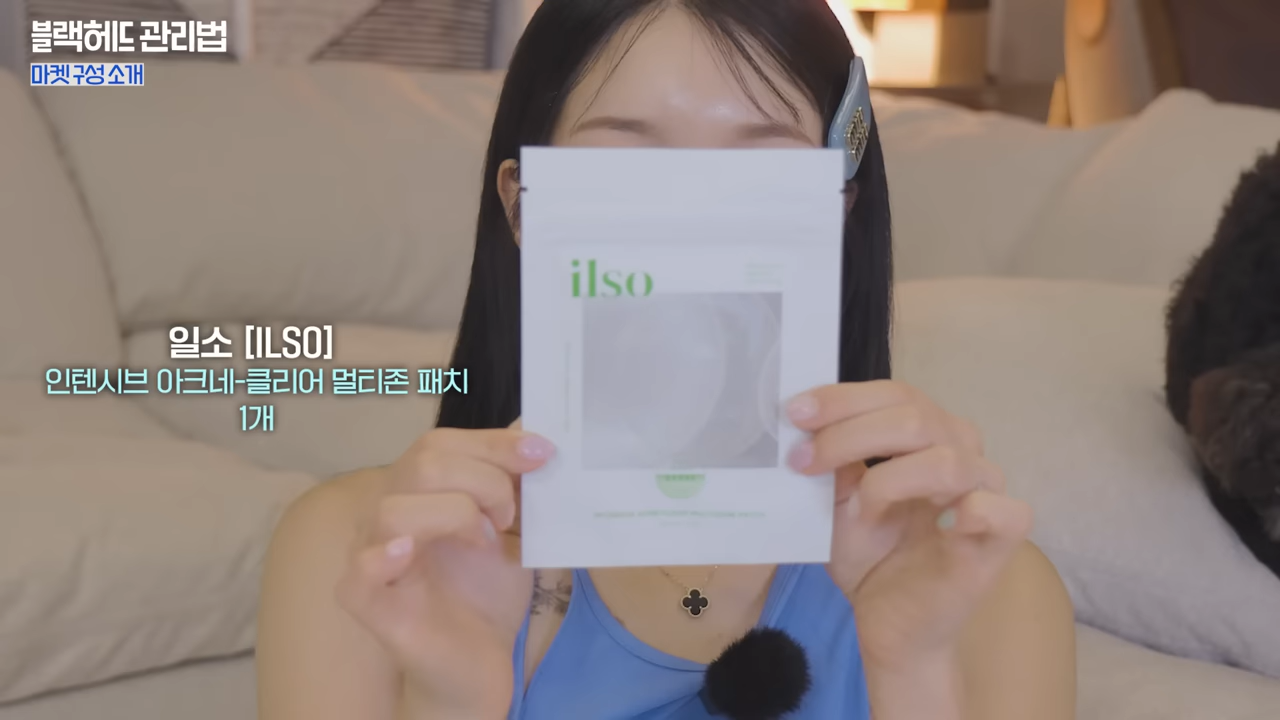 블랙헤드 관리법
마켓 구성 소개
ilso
일소 [ILSO]
인텐시브 아크네-클리어 멀티존 패치
1개